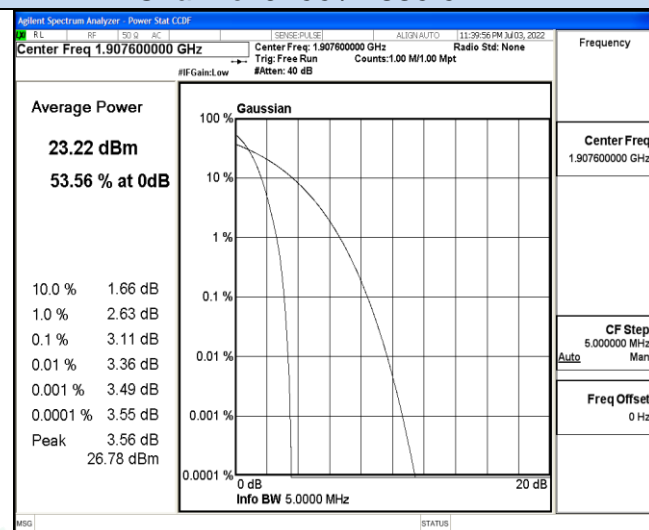 Agilent Spectrum Analyzer - Power Stat CCDF
RL RF 50 Ω AC SENSE:PULSE ALIGNAUTO 11:39:56 PM Jul 03, 2022
Center Freq 1.907600000 GHz
Center Freq: 1.907600000 GHz Radio Std: None
Trig: Free Run Counts:1.00 M/1.00 Mpt
#IFGain:Low #Atten: 40 dB
Frequency
Average Power
23.22 dBm
53.56 % at 0dB
10.0 % 1.66 dB
1.0 % 2.63 dB
0.1 % 3.11 dB
0.01 % 3.36 dB
0.001 % 3.49 dB
0.0001 % 3.55 dB
Peak 3.56 dB
26.78 dBm
Gaussian
100 %
10 %
1 %
0.1 %
0.01 %
0.001 %
0.0001 %
0 dB 20 dB
Info BW 5.0000 MHz
Center Freq
1.907600000 GHz
CF Step
5.000000 MHz
Auto Man
Freq Offset
0 Hz
MSG STATUS